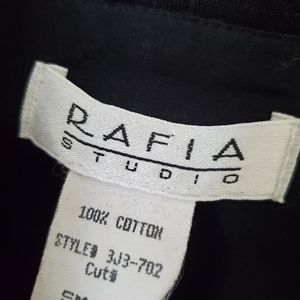 RAFIA
STUDIO
100% COTTON
STYLE# 3J3-702
Cut#